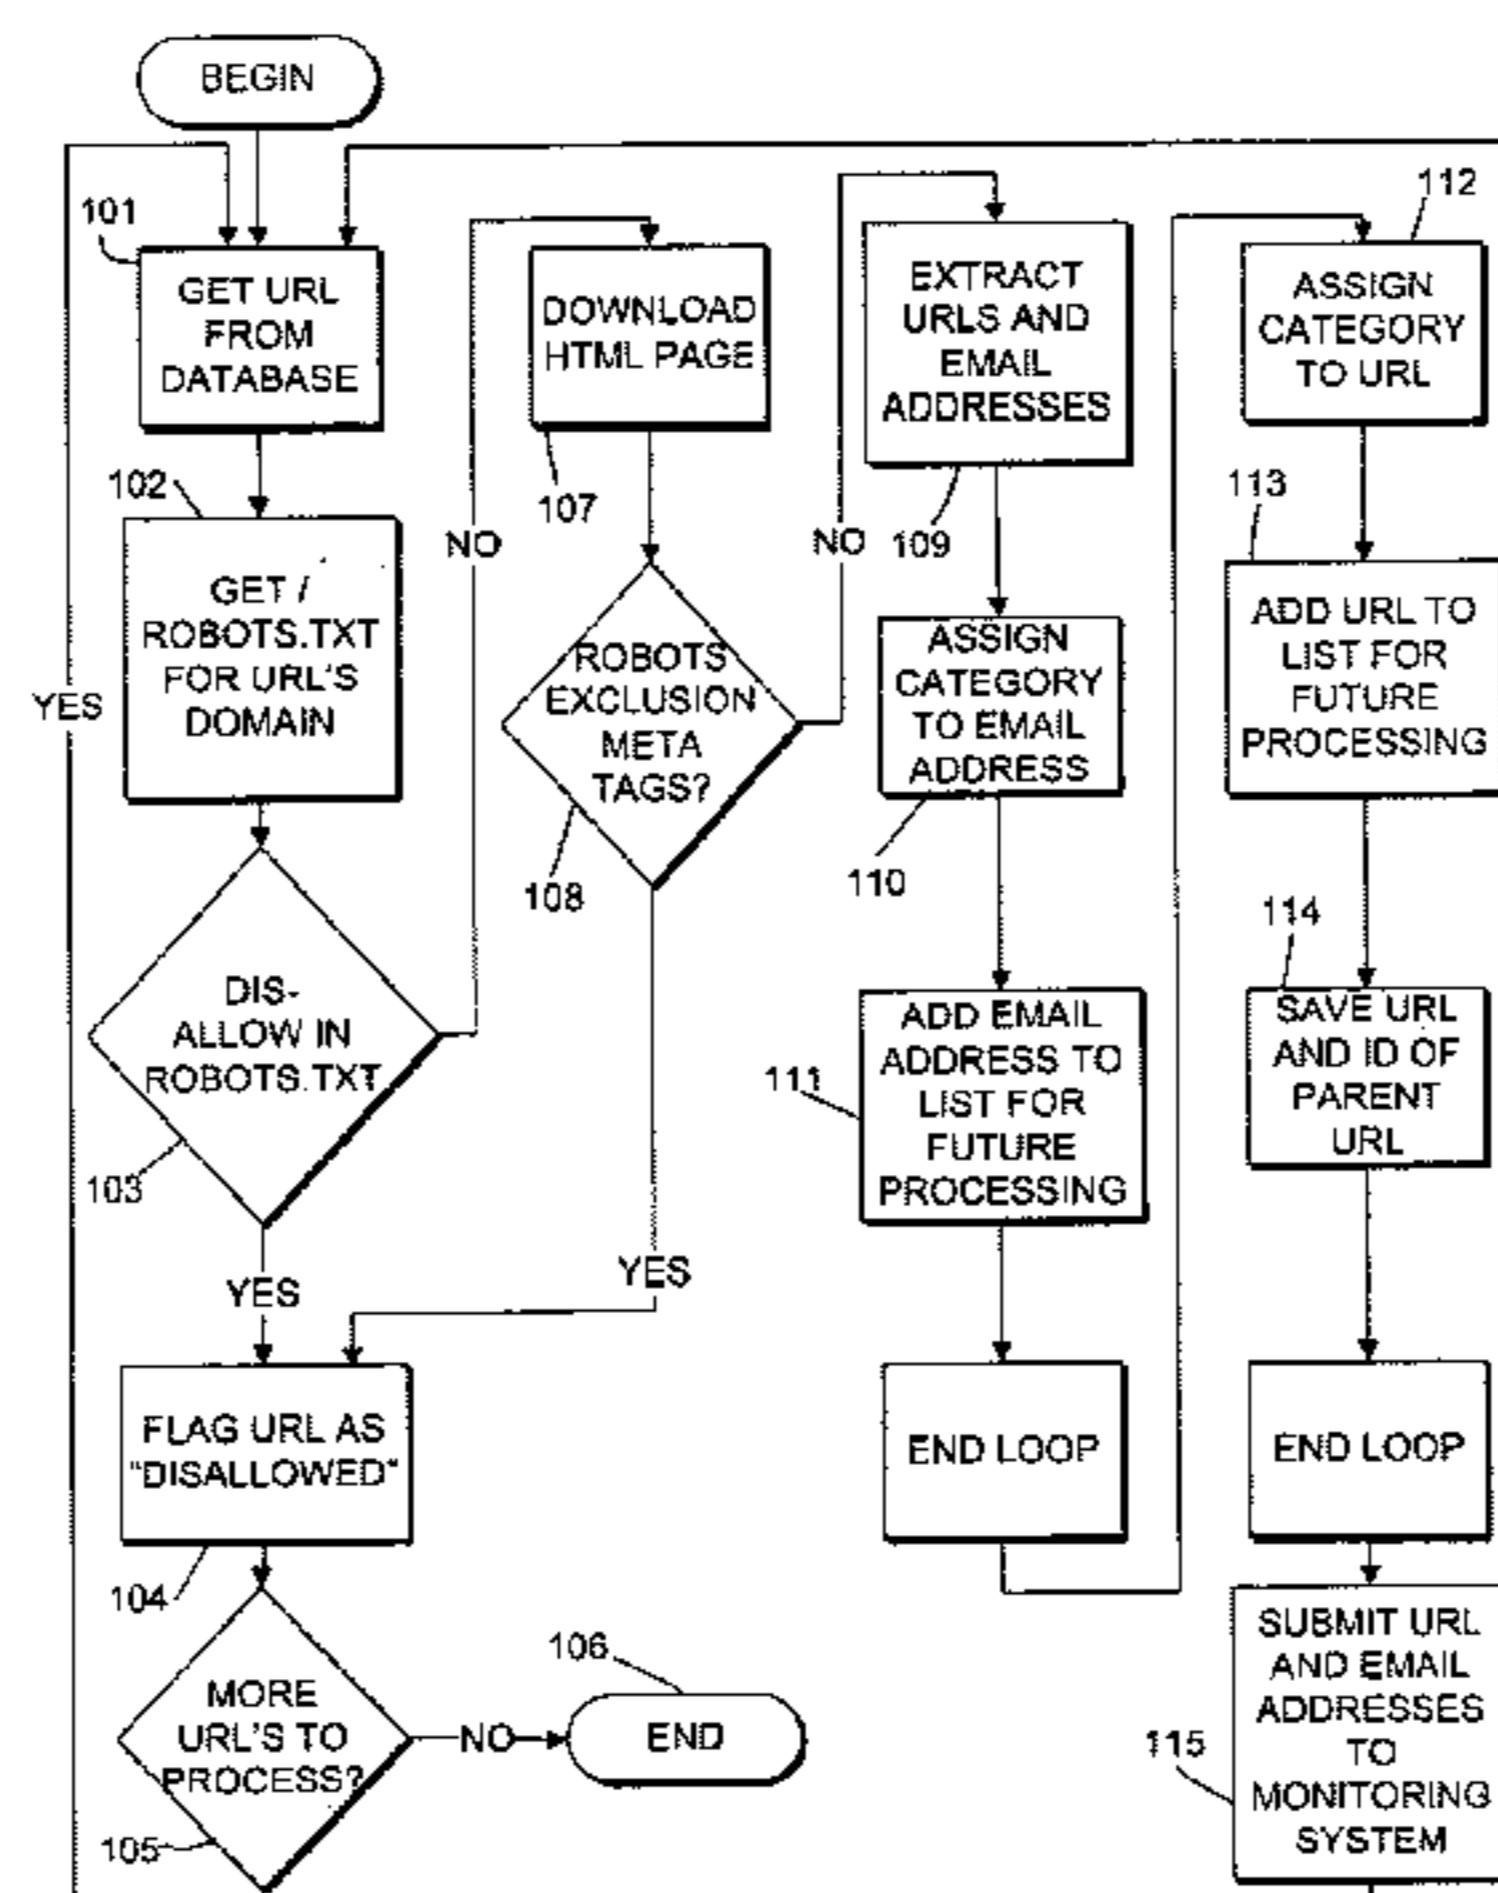 BEGIN
101
GET URL
FROM
DATABASE
102
GET /
ROBOTS.TXT
FOR URL'S
DOMAIN
YES
DIS-
ALLOW IN
ROBOTS.TXT
103
YES
FLAG URL AS
"DISALLOWED"
104
MORE
URL'S TO
PROCESS?
105
NO
106
END
NO
DOWNLOAD
HTML PAGE
107
ROBOTS
EXCLUSION
META
TAGS?
108
YES
NO
EXTRACT
URLS AND
EMAIL
ADDRESSES
109
ASSIGN
CATEGORY
TO EMAIL
ADDRESS
110
ADD EMAIL
ADDRESS TO
LIST FOR
FUTURE
PROCESSING
111
END LOOP
112
ASSIGN
CATEGORY
TO URL
113
ADD URL TO
LIST FOR
FUTURE
PROCESSING
114
SAVE URL
AND ID OF
PARENT
URL
END LOOP
SUBMIT URL
AND EMAIL
ADDRESSES
TO
MONITORING
SYSTEM
115